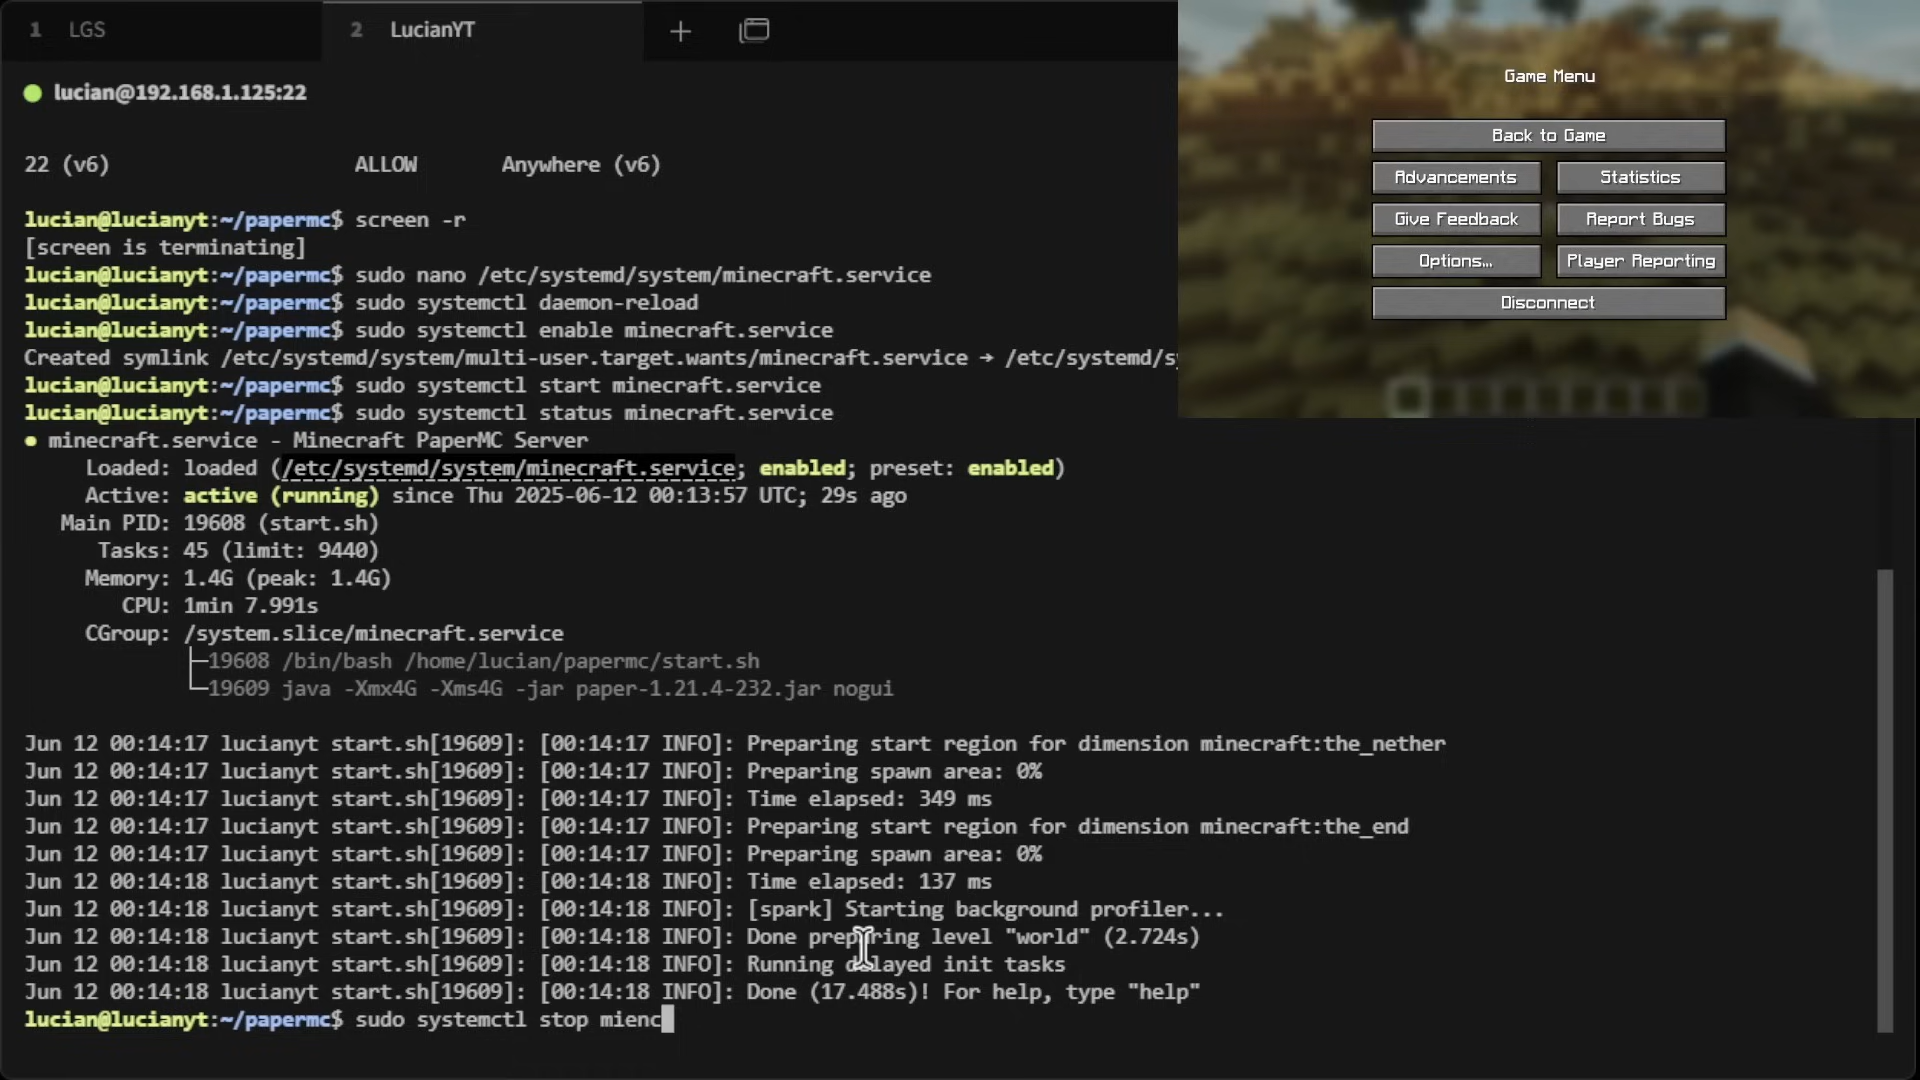 1 LGS
2 LucianYT
lucian@192.168.1.125:22
22 (v6) ALLOW Anywhere (v6)
lucian@lucianyt:~/papermc$ screen -r
[screen is terminating]
lucian@lucianyt:~/papermc$ sudo nano /etc/systemd/system/minecraft.service
lucian@lucianyt:~/papermc$ sudo systemctl daemon-reload
lucian@lucianyt:~/papermc$ sudo systemctl enable minecraft.service
Created symlink /etc/systemd/system/multi-user.target.wants/minecraft.service → /etc/systemd/s
lucian@lucianyt:~/papermc$ sudo systemctl start minecraft.service
lucian@lucianyt:~/papermc$ sudo systemctl status minecraft.service
● minecraft.service - Minecraft PaperMC Server
Loaded: loaded (/etc/systemd/system/minecraft.service; enabled; preset: enabled)
Active: active (running) since Thu 2025-06-12 00:13:57 UTC; 29s ago
Main PID: 19608 (start.sh)
Tasks: 45 (limit: 9440)
Memory: 1.4G (peak: 1.4G)
CPU: 1min 7.991s
CGroup: /system.slice/minecraft.service
├─19608 /bin/bash /home/lucian/papermc/start.sh
└─19609 java -Xmx4G -Xms4G -jar paper-1.21.4-232.jar nogui
Jun 12 00:14:17 lucianyt start.sh[19609]: [00:14:17 INFO]: Preparing start region for dimension minecraft:the_nether
Jun 12 00:14:17 lucianyt start.sh[19609]: [00:14:17 INFO]: Preparing spawn area: 0%
Jun 12 00:14:17 lucianyt start.sh[19609]: [00:14:17 INFO]: Time elapsed: 349 ms
Jun 12 00:14:17 lucianyt start.sh[19609]: [00:14:17 INFO]: Preparing start region for dimension minecraft:the_end
Jun 12 00:14:17 lucianyt start.sh[19609]: [00:14:17 INFO]: Preparing spawn area: 0%
Jun 12 00:14:18 lucianyt start.sh[19609]: [00:14:18 INFO]: Time elapsed: 137 ms
Jun 12 00:14:18 lucianyt start.sh[19609]: [00:14:18 INFO]: [spark] Starting background profiler...
Jun 12 00:14:18 lucianyt start.sh[19609]: [00:14:18 INFO]: Done preparing level "world" (2.724s)
Jun 12 00:14:18 lucianyt start.sh[19609]: [00:14:18 INFO]: Running delayed init tasks
Jun 12 00:14:18 lucianyt start.sh[19609]: [00:14:18 INFO]: Done (17.488s)! For help, type "help"
lucian@lucianyt:~/papermc$ sudo systemctl stop mienc
Game Menu
Back to Game
Advancements Statistics
Give Feedback Report Bugs
Options... Player Reporting
Disconnect